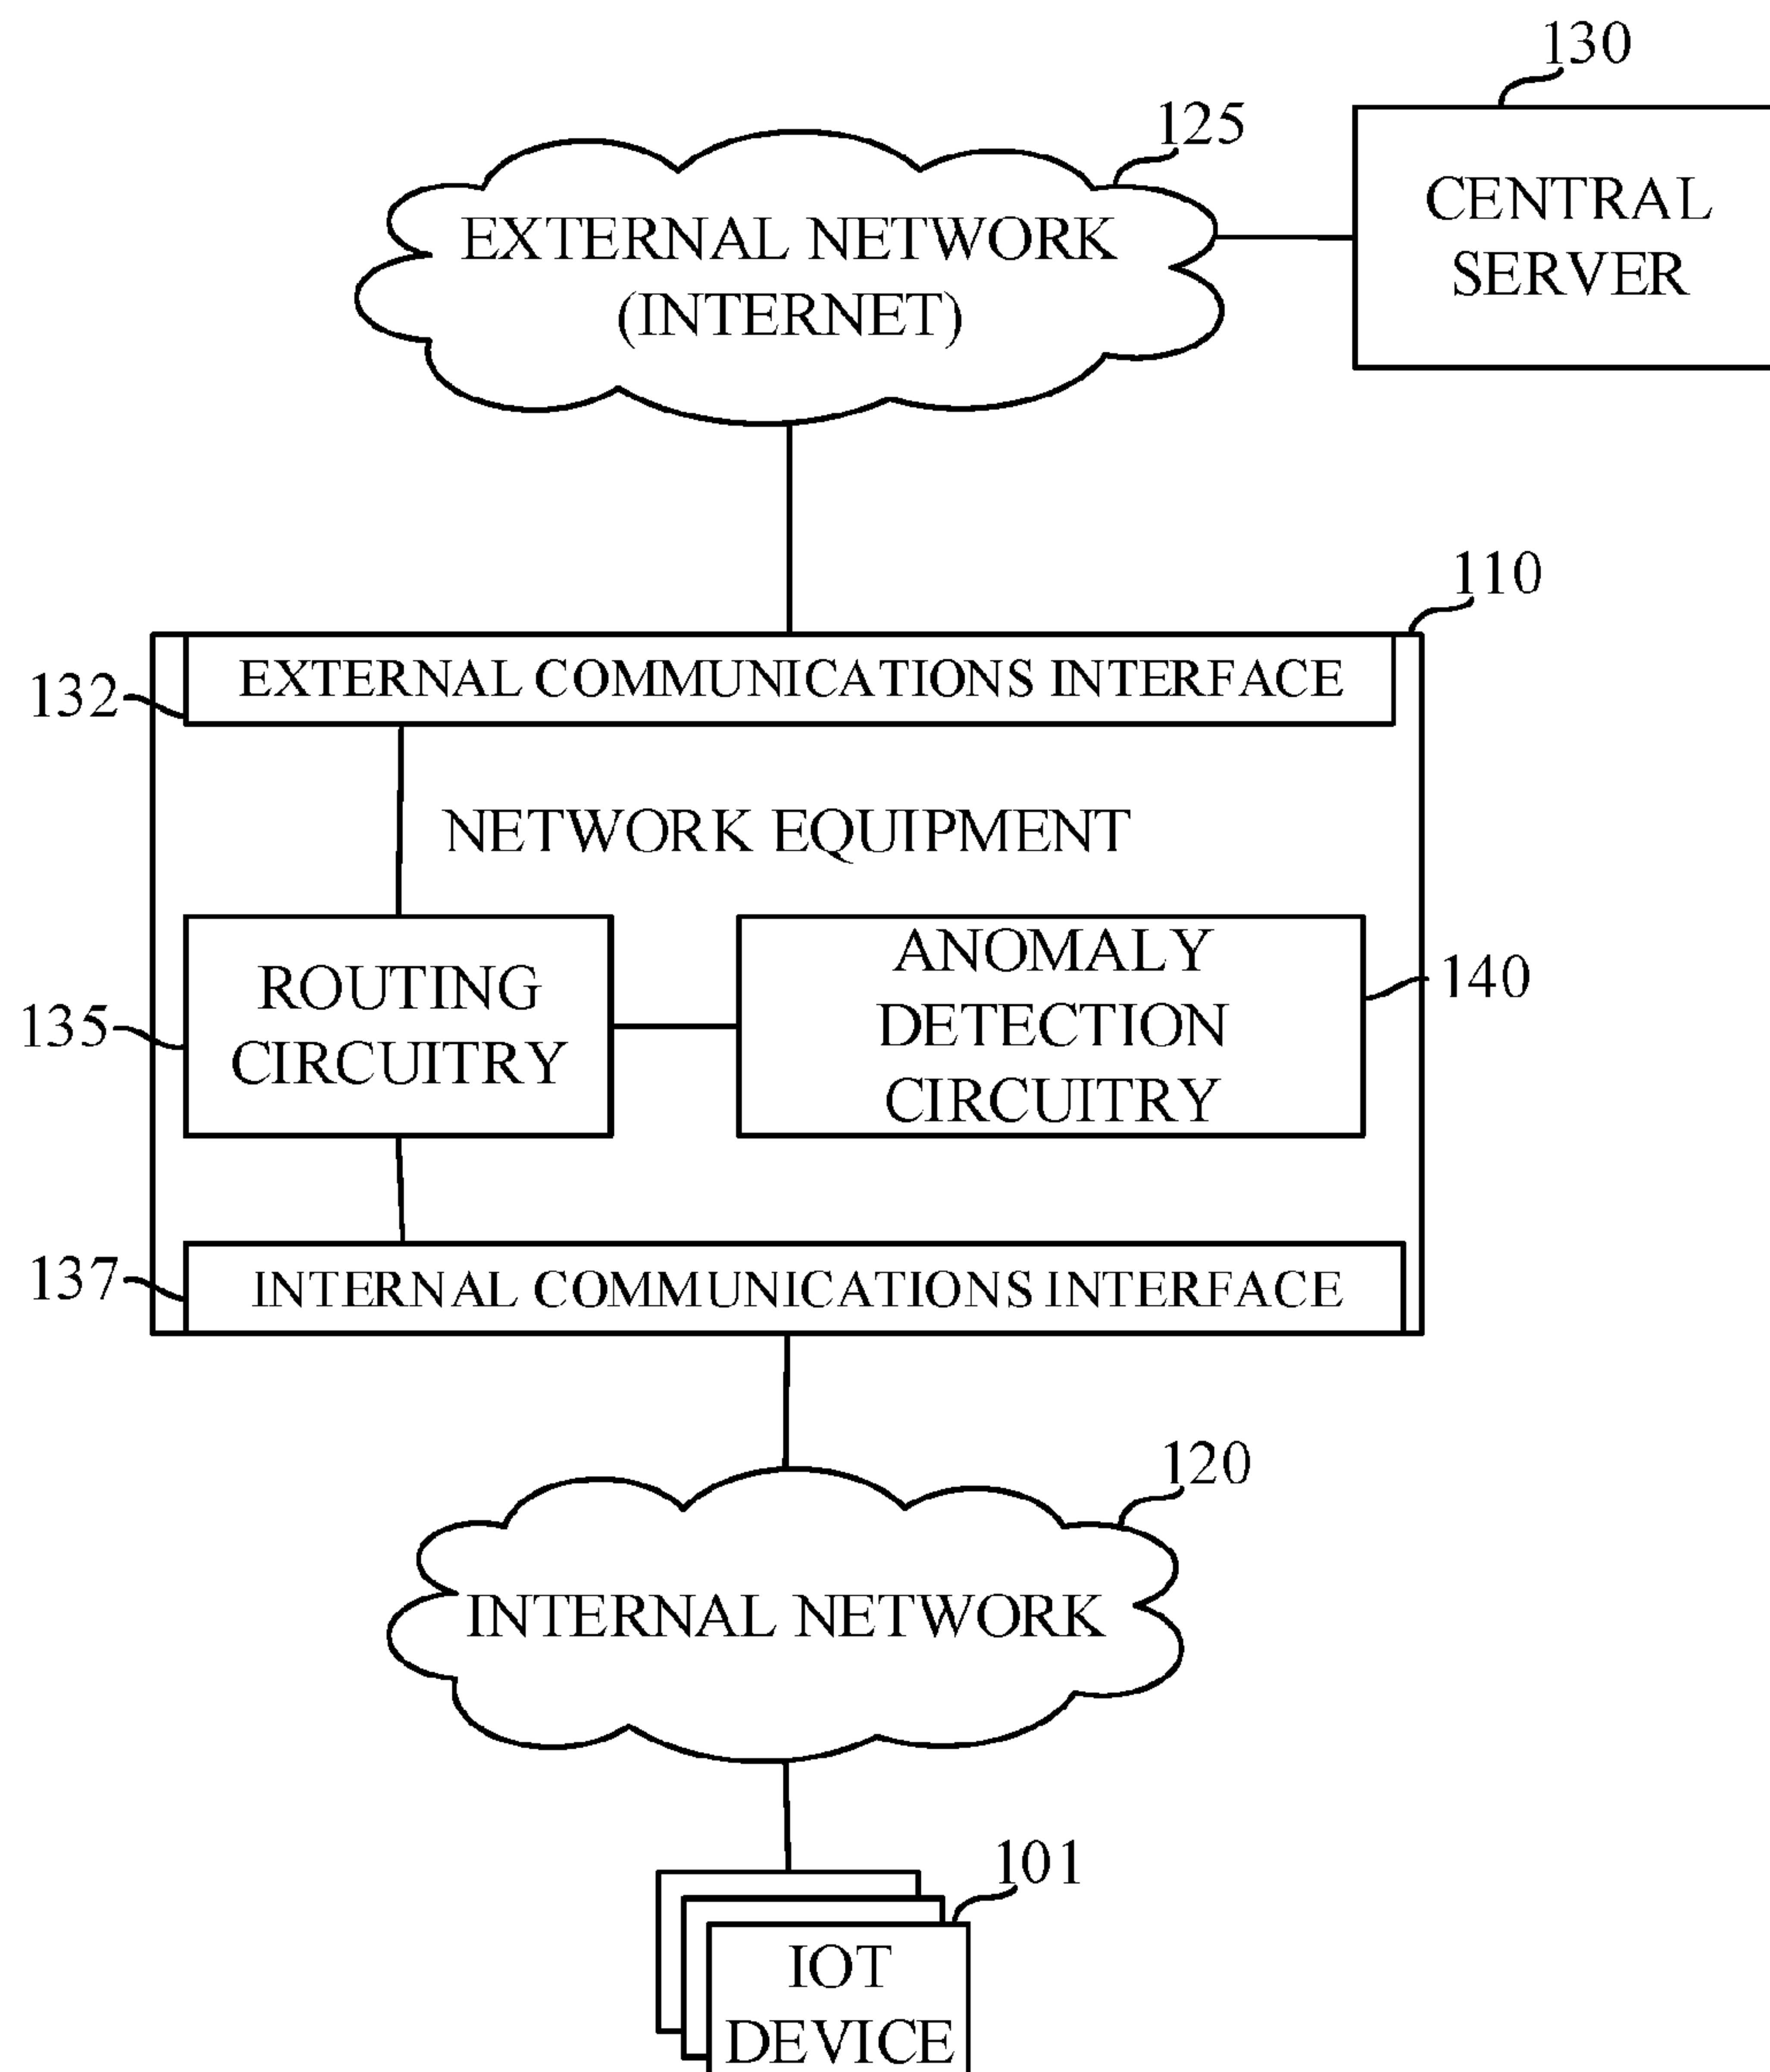 130
125
CENTRAL
SERVER
EXTERNAL NETWORK
(INTERNET)
110
EXTERNAL COMMUNICATIONS INTERFACE
132
NETWORK EQUIPMENT
ROUTING
CIRCUITRY
135
ANOMALY
DETECTION
CIRCUITRY
140
137
INTERNAL COMMUNICATIONS INTERFACE
120
INTERNAL NETWORK
101
IOT
DEVICE